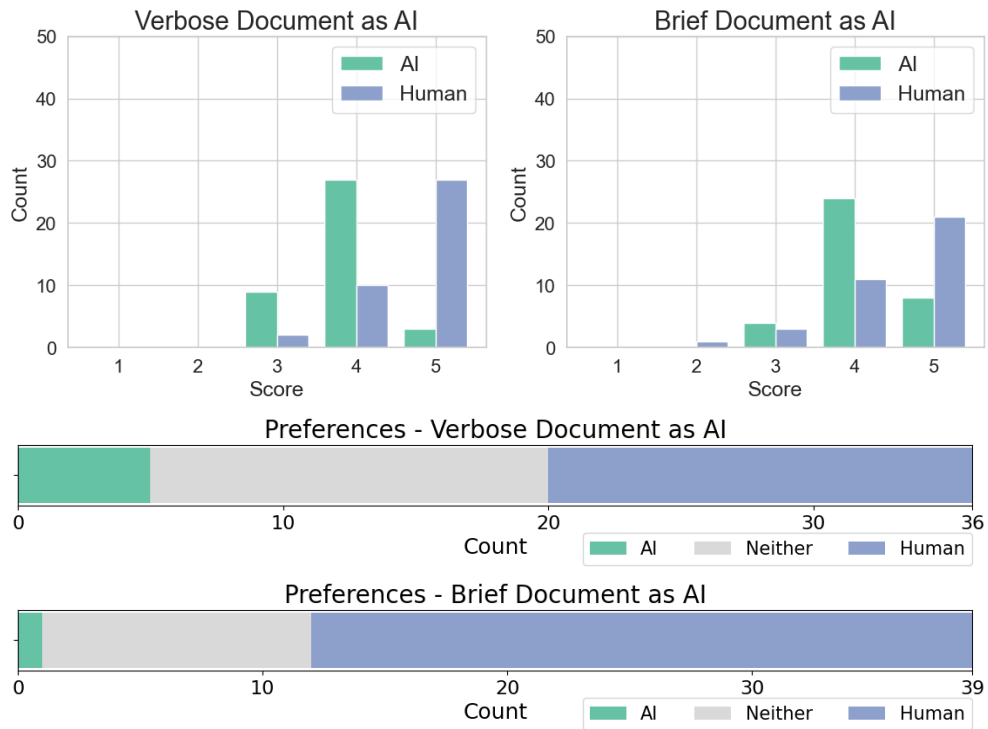 Verbose Document as AI
50
40
30
20
10
0
Count
1 2 3 4 5
Score
AI
Human
Brief Document as AI
50
40
30
20
10
0
Count
1 2 3 4 5
Score
AI
Human
Preferences - Verbose Document as AI
0 10 20 30 36
Count
AI Neither Human
Preferences - Brief Document as AI
0 10 20 30 39
Count
AI Neither Human